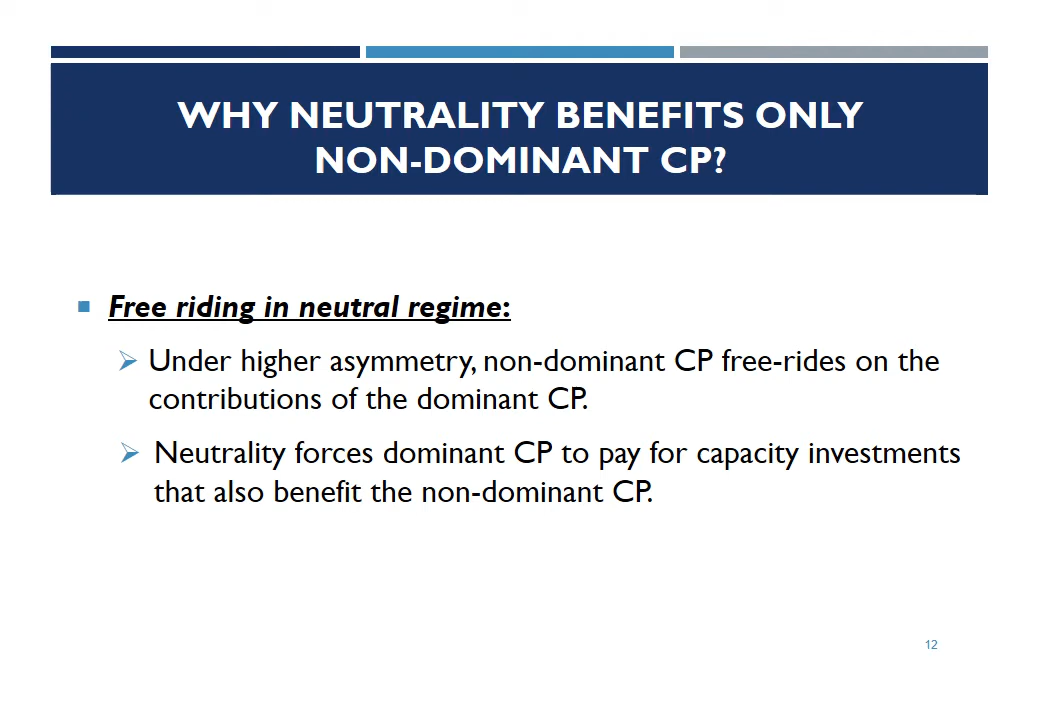 WHY NEUTRALITY BENEFITS ONLY
NON-DOMINANT CP?
Free riding in neutral regime:
Under higher asymmetry, non-dominant CP free-rides on the
contributions of the dominant CP.
Neutrality forces dominant CP to pay for capacity investments
that also benefit the non-dominant CP.
12